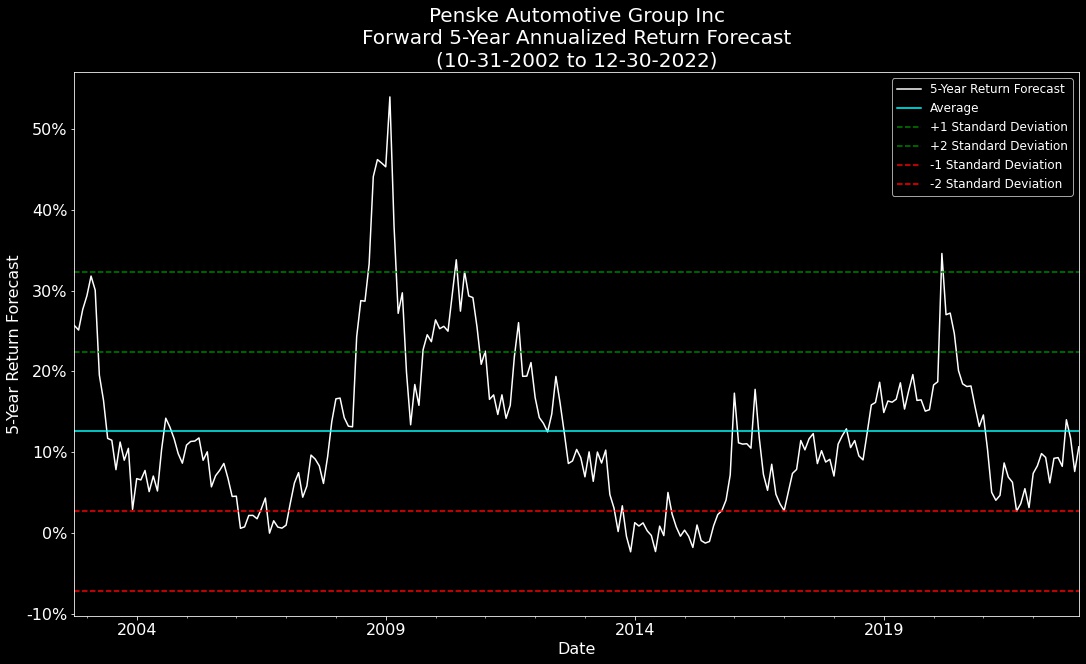 Penske Automotive Group Inc
Forward 5-Year Annualized Return Forecast
(10-31-2002 to 12-30-2022)
5-Year Return Forecast
Average
+1 Standard Deviation
+2 Standard Deviation
-1 Standard Deviation
-2 Standard Deviation
5-Year Return Forecast
50%
40%
30%
20%
10%
0%
-10%
2004
2009
2014
2019
Date